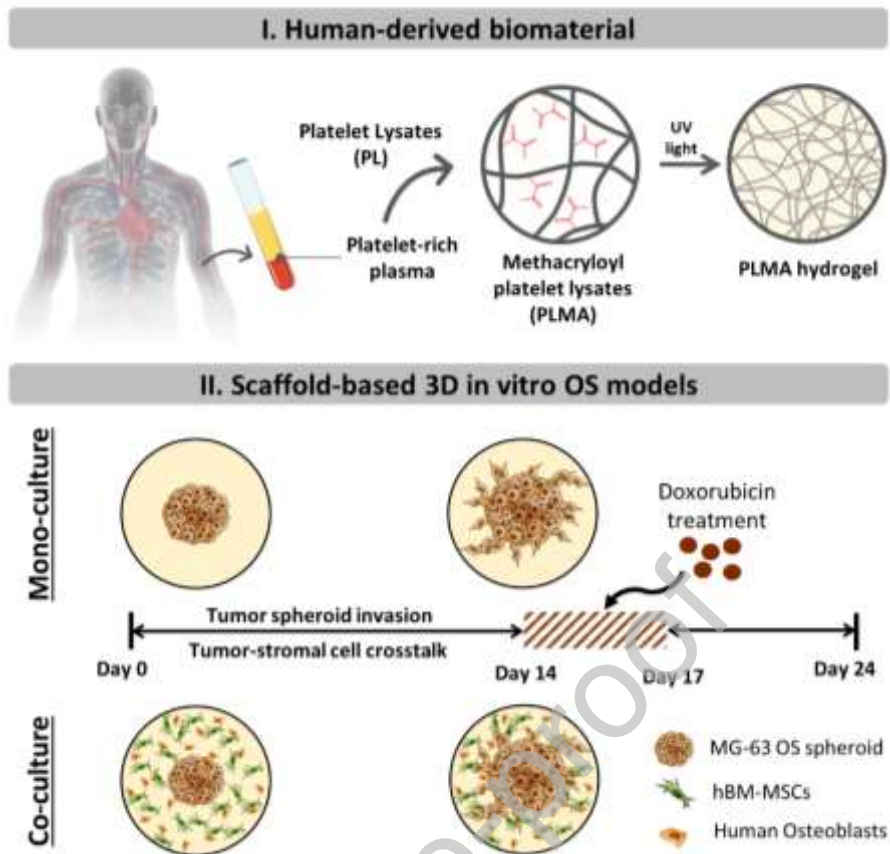 I. Human-derived biomaterial
Platelet Lysates
(PL)
Platelet-rich
plasma
Methacryloyl
platelet lysates
(PLMA)
UV
light
PLMA hydrogel
II. Scaffold-based 3D in vitro OS models
Mono-culture
Doxorubicin
treatment
Tumor spheroid invasion
Tumor-stromal cell crosstalk
Day 0
Day 14
Day 17
Day 24
Co-culture
MG-63 OS spheroid
hBM-MSCs
Human Osteoblasts